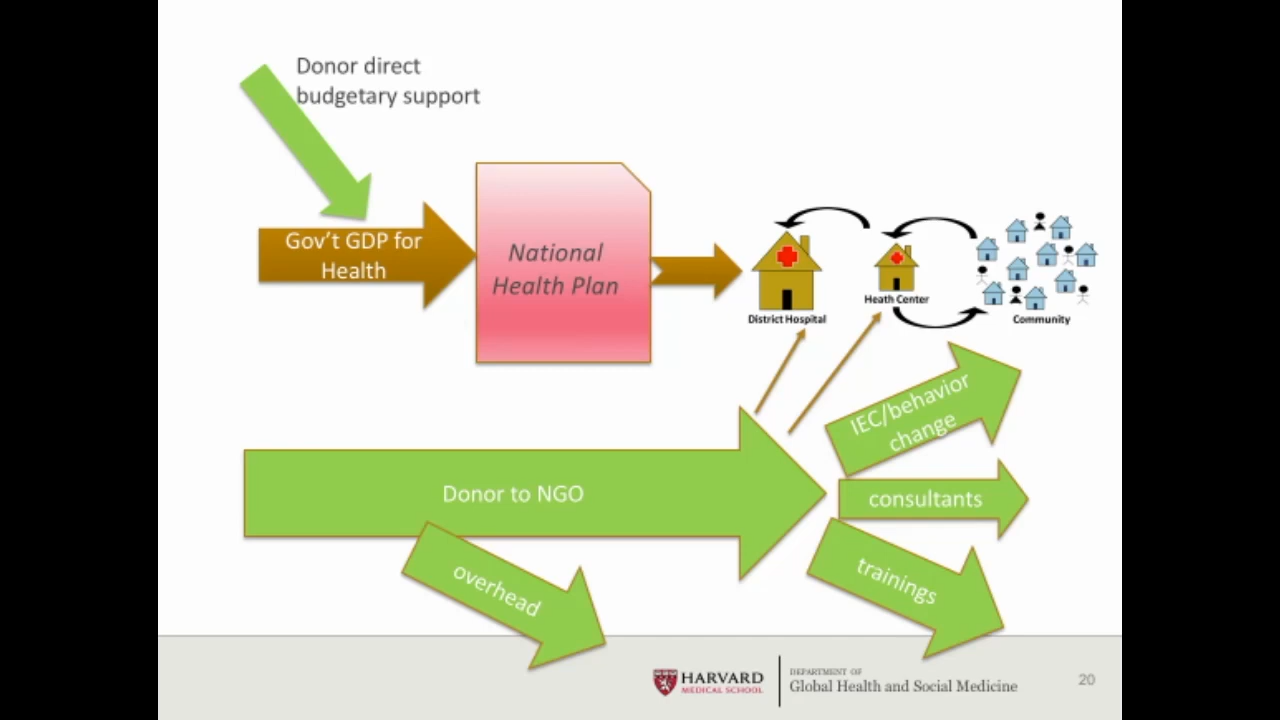 Donor direct
budgetary support
Gov't GDP for
Health
National
Health Plan
District Hospital
Heath Center
Community
IEC/behavior
change
Donor to NGO
consultants
overhead
trainings
HARVARD
MEDICAL SCHOOL
DEPARTMENT OF
Global Health and Social Medicine
20